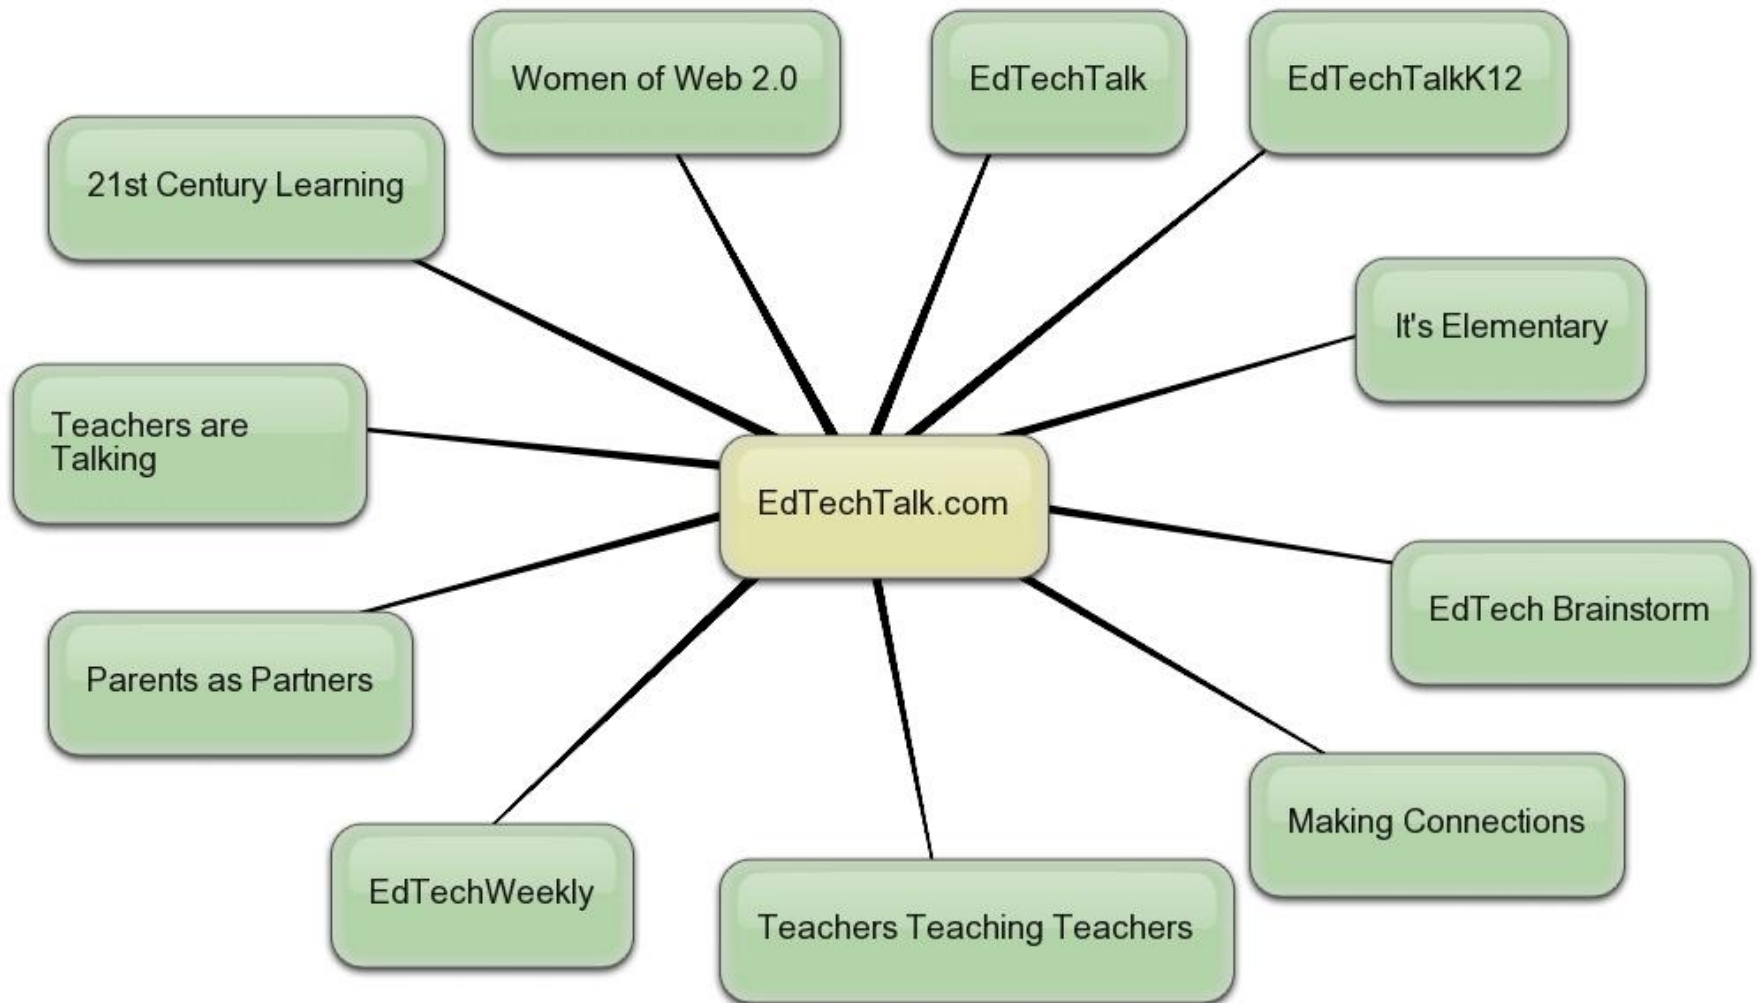 Women of Web 2.0
EdTechTalk
EdTechTalkK12
21st Century Learning
It's Elementary
Teachers are
Talking
EdTechTalk.com
EdTech Brainstorm
Parents as Partners
Making Connections
EdTechWeekly
Teachers Teaching Teachers